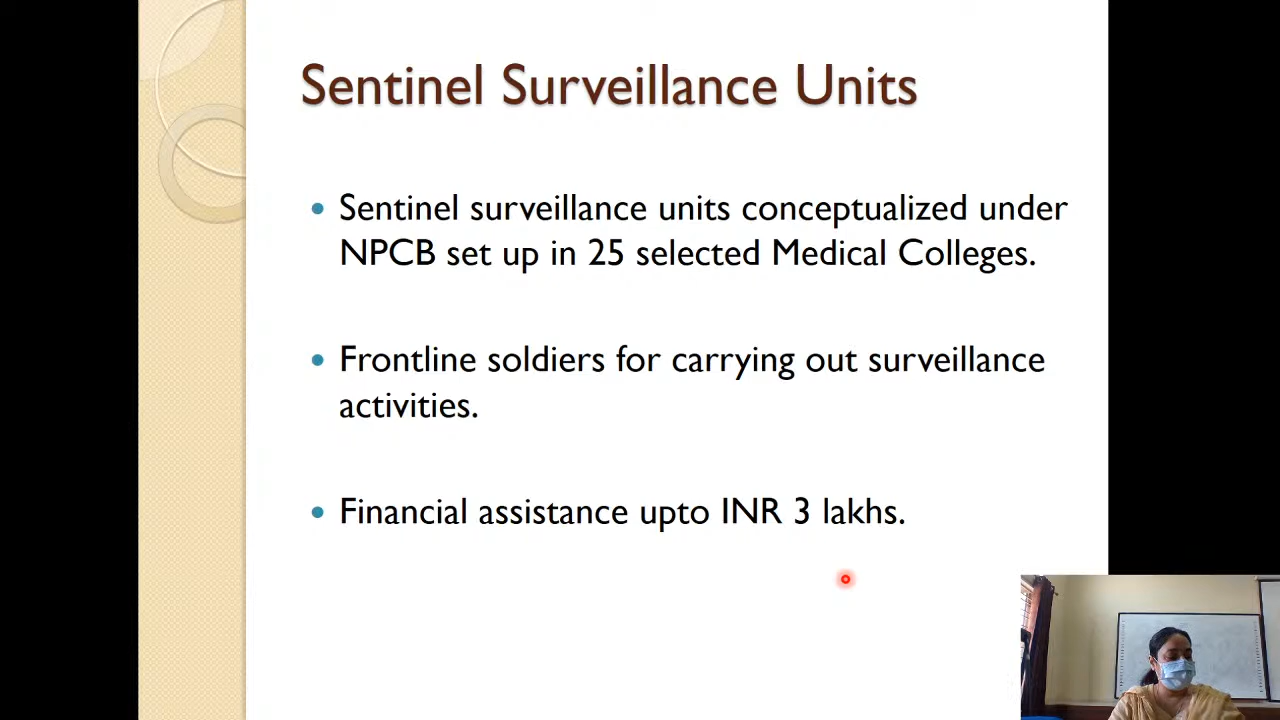 Sentinel Surveillance Units
• Sentinel surveillance units conceptualized under
NPCB set up in 25 selected Medical Colleges.
• Frontline soldiers for carrying out surveillance
activities.
• Financial assistance upto INR 3 lakhs.